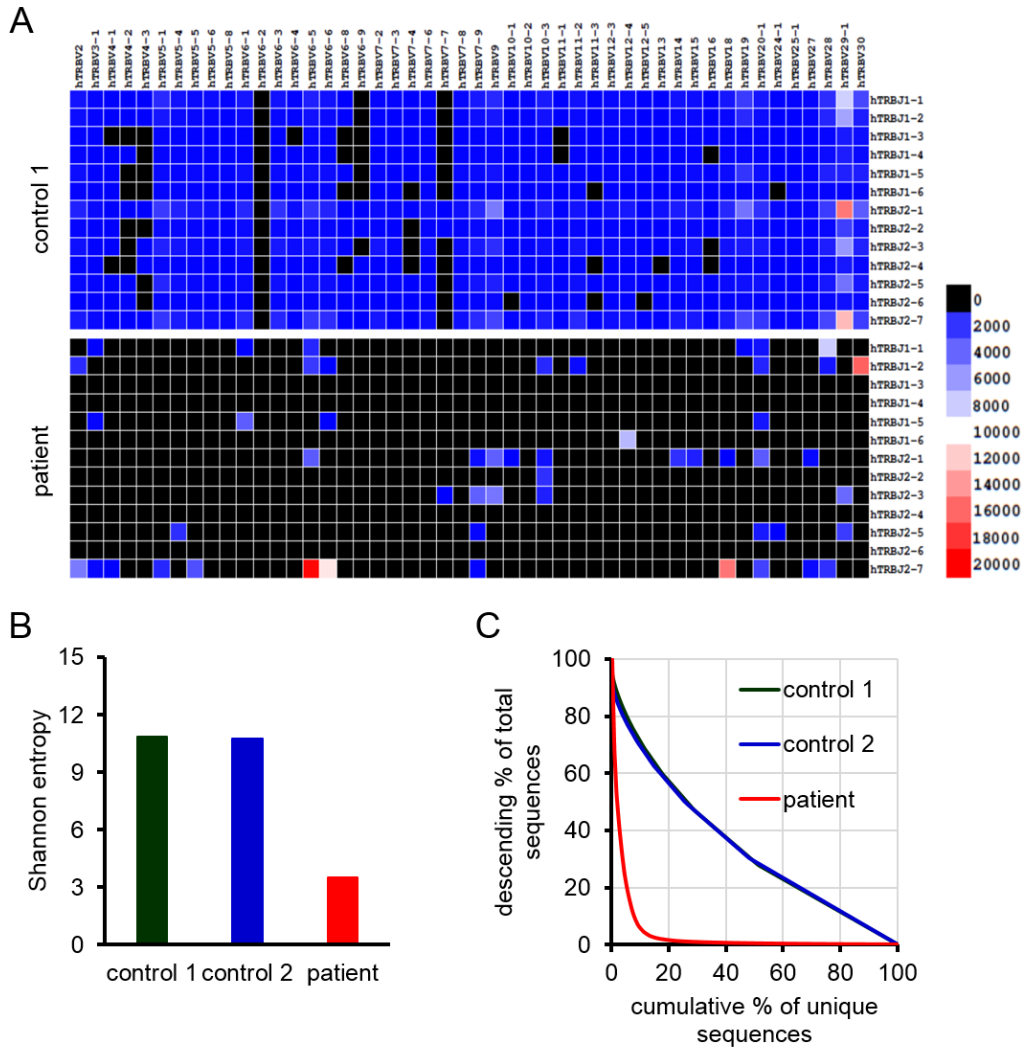 A
hTRBV2
hTRBV3-1
hTRBV4-1
hTRBV4-2
hTRBV4-3
hTRBV5-1
hTRBV5-4
hTRBV5-5
hTRBV5-6
hTRBV5-8
hTRBV6-1
hTRBV6-2
hTRBV6-3
hTRBV6-4
hTRBV6-5
hTRBV6-6
hTRBV6-8
hTRBV6-9
hTRBV7-2
hTRBV7-3
hTRBV7-4
hTRBV7-6
hTRBV7-7
hTRBV7-8
hTRBV7-9
hTRBV9
hTRBV10-1
hTRBV10-2
hTRBV10-3
hTRBV11-1
hTRBV11-2
hTRBV11-3
hTRBV12-3
hTRBV12-4
hTRBV12-5
hTRBV13
hTRBV14
hTRBV15
hTRBV16
hTRBV18
hTRBV19
hTRBV20-1
hTRBV24-1
hTRBV25-1
hTRBV27
hTRBV28
hTRBV29-1
hTRBV30
control 1
hTRBJ1-1
hTRBJ1-2
hTRBJ1-3
hTRBJ1-4
hTRBJ1-5
hTRBJ1-6
hTRBJ2-1
hTRBJ2-2
hTRBJ2-3
hTRBJ2-4
hTRBJ2-5
hTRBJ2-6
hTRBJ2-7
patient
hTRBJ1-1
hTRBJ1-2
hTRBJ1-3
hTRBJ1-4
hTRBJ1-5
hTRBJ1-6
hTRBJ2-1
hTRBJ2-2
hTRBJ2-3
hTRBJ2-4
hTRBJ2-5
hTRBJ2-6
hTRBJ2-7
0
2000
4000
6000
8000
10000
12000
14000
16000
18000
20000
B
Shannon entropy
15
12
9
6
3
0
control 1 control 2 patient
C
descending % of total
sequences
100
80
60
40
20
0
control 1
control 2
patient
0 20 40 60 80 100
cumulative % of unique
sequences